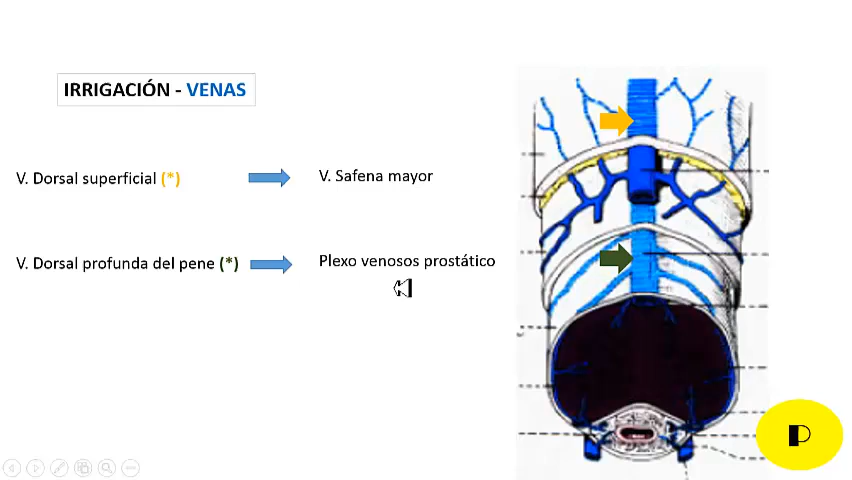 IRRIGACIÓN - VENAS
V. Dorsal superficial (*)
V. Safena mayor
V. Dorsal profunda del pene (*)
Plexo venosos prostático